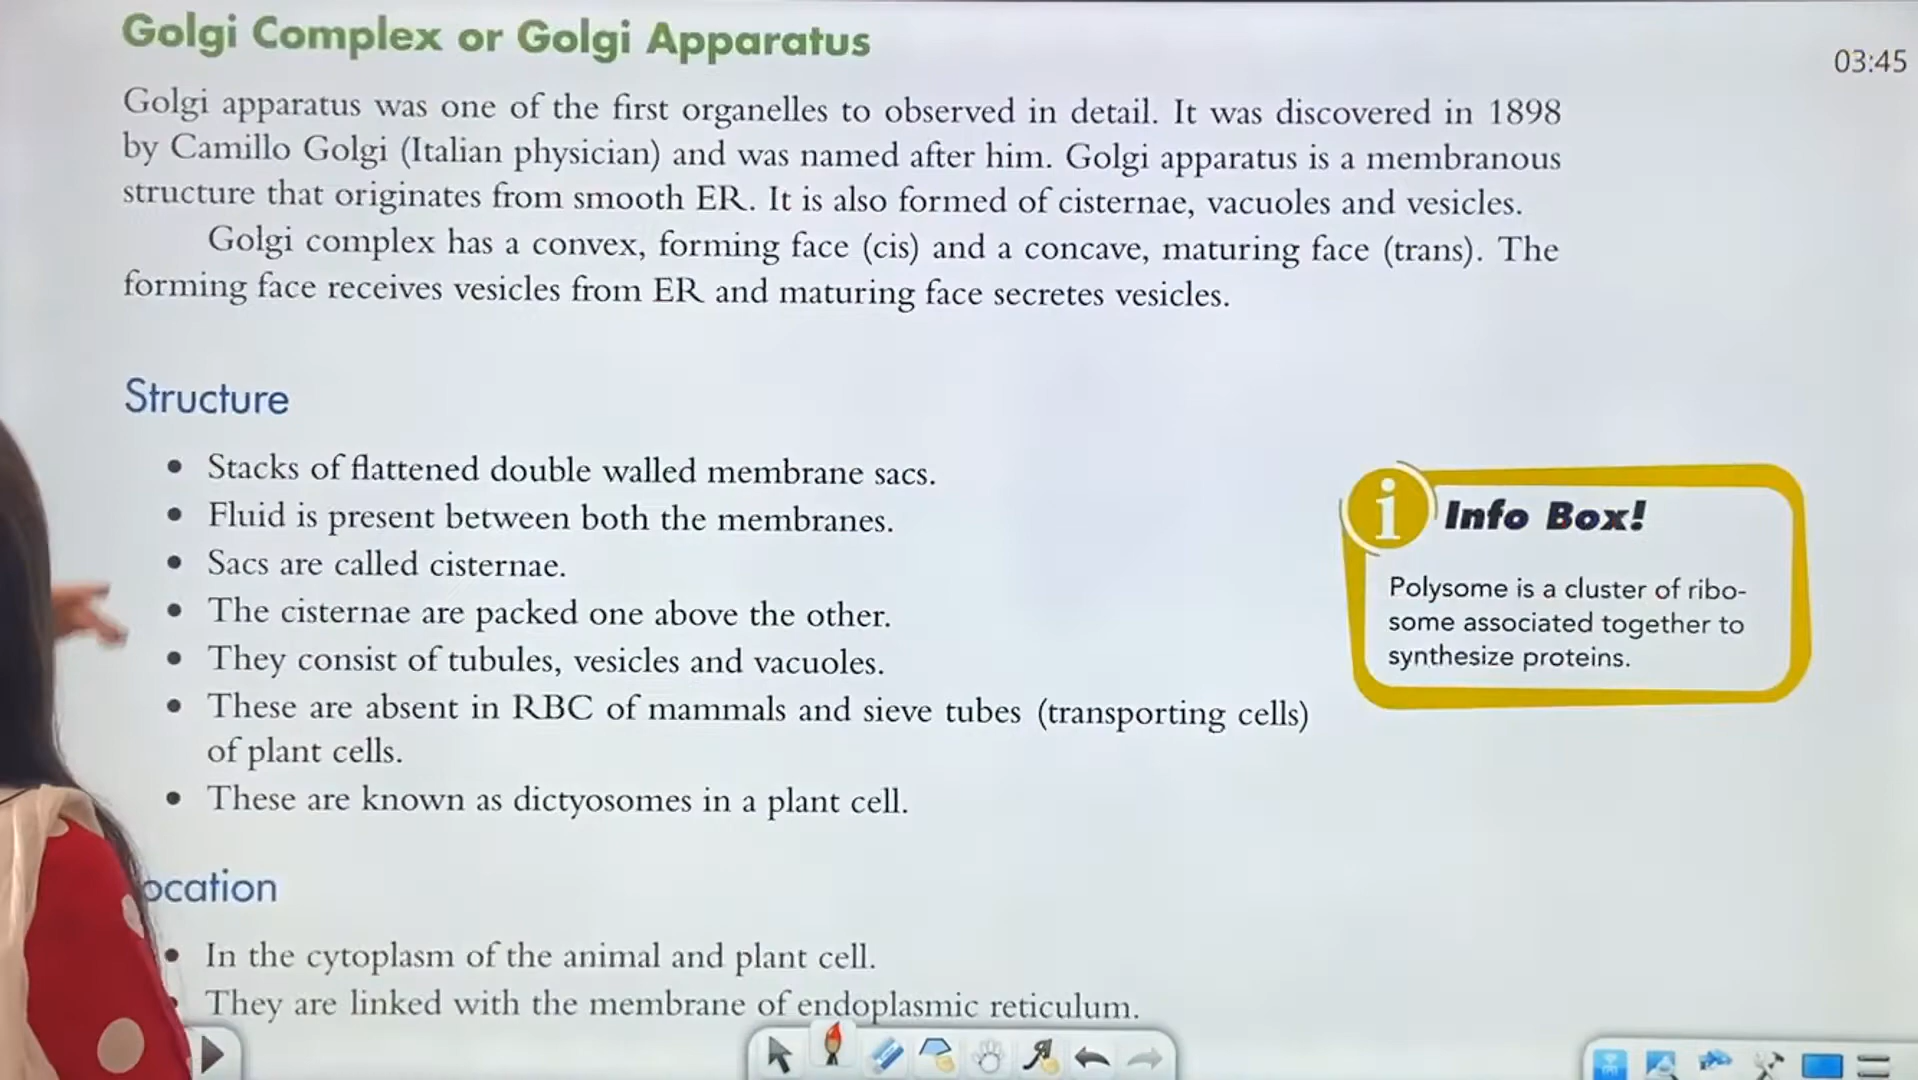 Golgi Complex or Golgi Apparatus
03:45
Golgi apparatus was one of the first organelles to observed in detail. It was discovered in 1898
by Camillo Golgi (Italian physician) and was named after him. Golgi apparatus is a membranous
structure that originates from smooth ER. It is also formed of cisternae, vacuoles and vesicles.
Golgi complex has a convex, forming face (cis) and a concave, maturing face (trans). The
forming face receives vesicles from ER and maturing face secretes vesicles.
Structure
• Stacks of flattened double walled membrane sacs.
• Fluid is present between both the membranes.
• Sacs are called cisternae.
• The cisternae are packed one above the other.
• They consist of tubules, vesicles and vacuoles.
• These are absent in RBC of mammals and sieve tubes (transporting cells)
of plant cells.
• These are known as dictyosomes in a plant cell.
i Info Box!
Polysome is a cluster of ribo-
some associated together to
synthesize proteins.
ocation
• In the cytoplasm of the animal and plant cell.
• They are linked with the membrane of endoplasmic reticulum.